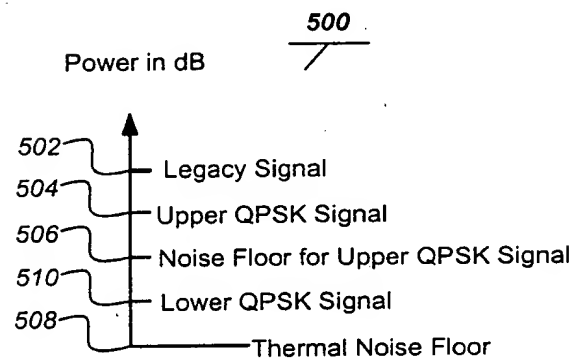 500
Power in dB
502 Legacy Signal
504 Upper QPSK Signal
506 Noise Floor for Upper QPSK Signal
510 Lower QPSK Signal
508 Thermal Noise Floor